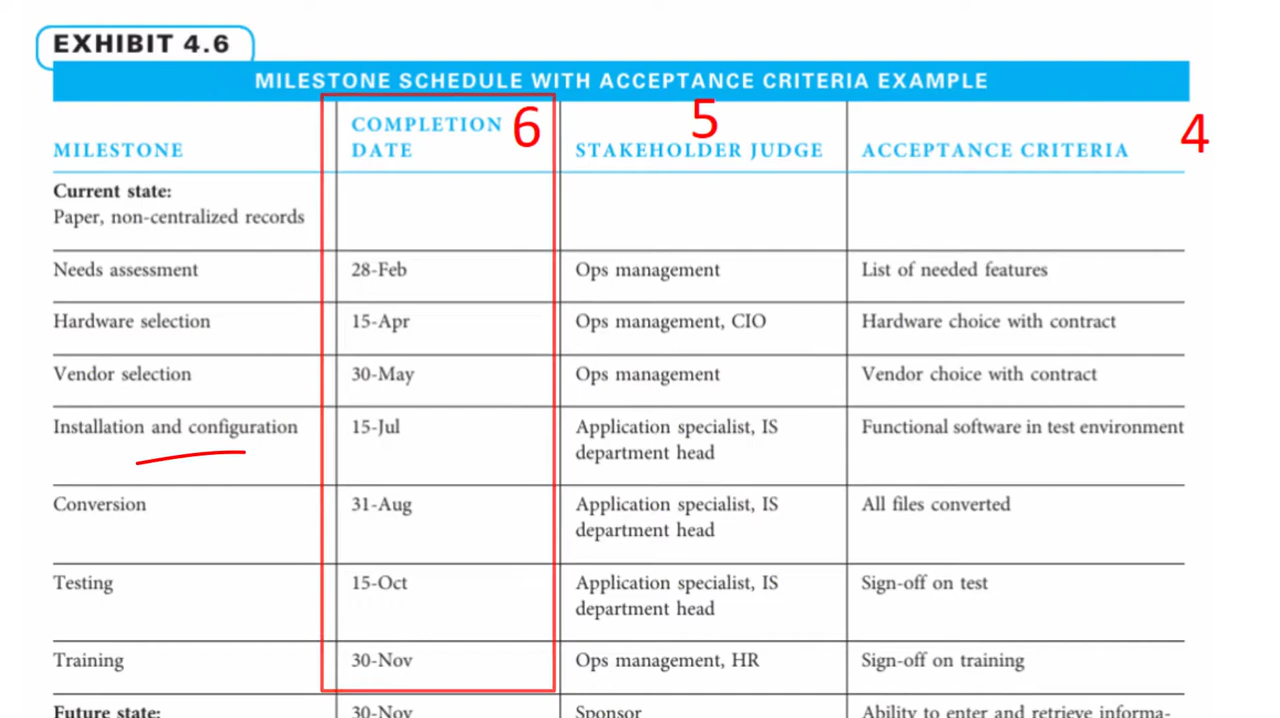 EXHIBIT 4.6
MILESTONE SCHEDULE WITH ACCEPTANCE CRITERIA EXAMPLE
MILESTONE
COMPLETION
DATE
6
5
STAKEHOLDER JUDGE
ACCEPTANCE CRITERIA
4
Current state:
Paper, non-centralized records
Needs assessment
28-Feb
Ops management
List of needed features
Hardware selection
15-Apr
Ops management, CIO
Hardware choice with contract
Vendor selection
30-May
Ops management
Vendor choice with contract
Installation and configuration
15-Jul
Application specialist, IS
department head
Functional software in test environment
Conversion
31-Aug
Application specialist, IS
department head
All files converted
Testing
15-Oct
Application specialist, IS
department head
Sign-off on test
Training
30-Nov
Ops management, HR
Sign-off on training
Future state:
30-Nov
Sponsor
Ability to enter and retrieve informa-